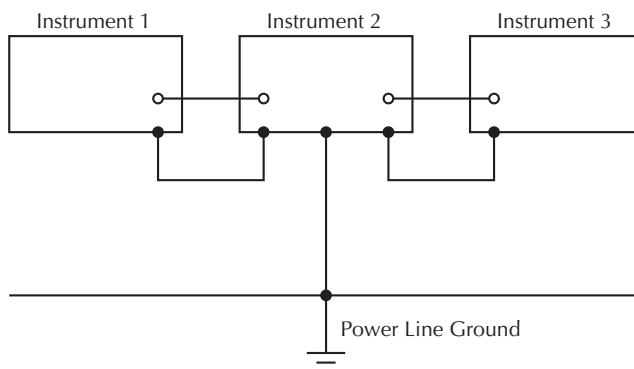 Instrument 1
Instrument 2
Instrument 3
Power Line Ground